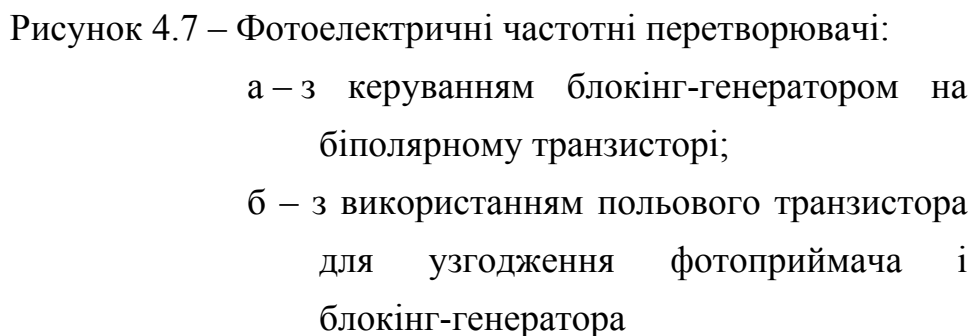 Рисунок 4.7 – Фотоелектричні частотні перетворювачі:
а – з керуванням блокінг-генератором на
біполярному транзисторі;
б – з використанням польового транзистора
для узгодження фотоприймача і
блокінг-генератора